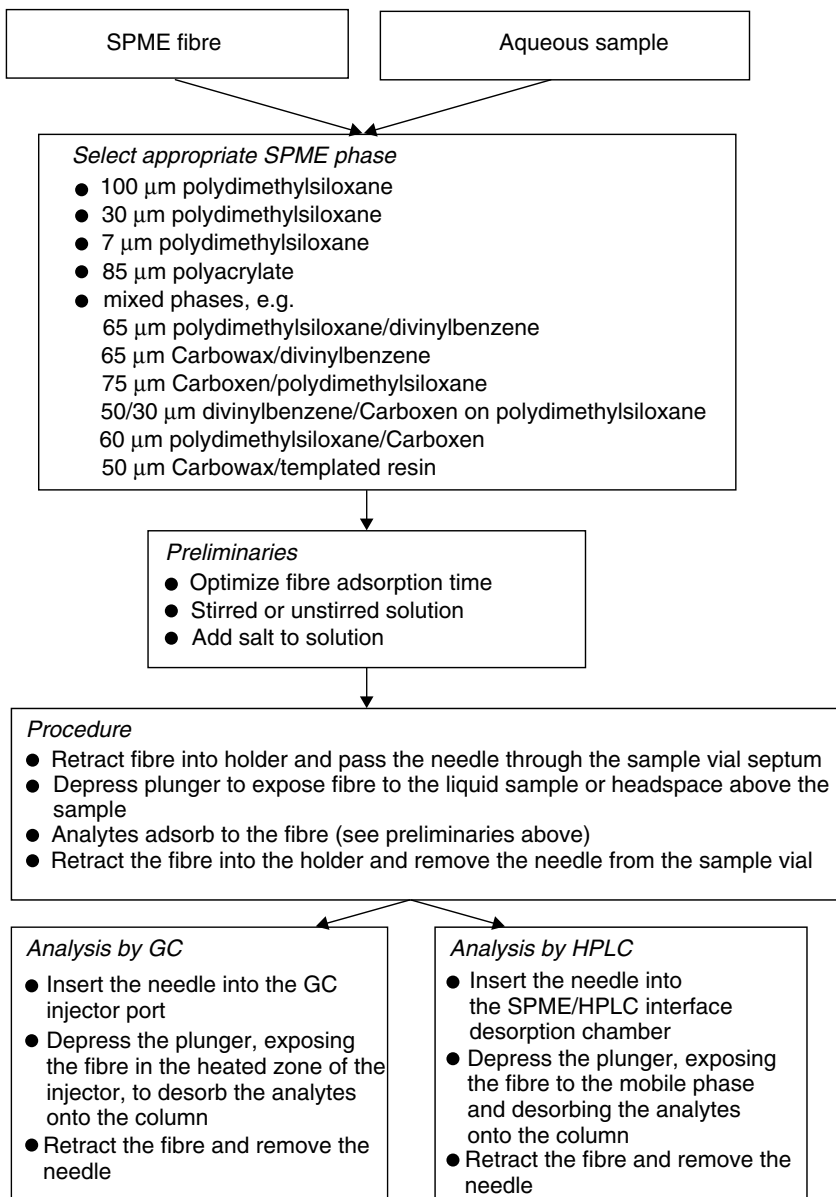 SPME fibre
Aqueous sample
Select appropriate SPME phase
● 100 μm polydimethylsiloxane
● 30 μm polydimethylsiloxane
● 7 μm polydimethylsiloxane
● 85 μm polyacrylate
● mixed phases, e.g.
65 μm polydimethylsiloxane/divinylbenzene
65 μm Carbowax/divinylbenzene
75 μm Carboxen/polydimethylsiloxane
50/30 μm divinylbenzene/Carboxen on polydimethylsiloxane
60 μm polydimethylsiloxane/Carboxen
50 μm Carbowax/templated resin
Preliminaries
● Optimize fibre adsorption time
● Stirred or unstirred solution
● Add salt to solution
Procedure
● Retract fibre into holder and pass the needle through the sample vial septum
● Depress plunger to expose fibre to the liquid sample or headspace above the
sample
● Analytes adsorb to the fibre (see preliminaries above)
● Retract the fibre into the holder and remove the needle from the sample vial
Analysis by GC
● Insert the needle into the GC
injector port
● Depress the plunger, exposing
the fibre in the heated zone of the
injector, to desorb the analytes
onto the column
● Retract the fibre and remove the
needle
Analysis by HPLC
● Insert the needle into
the SPME/HPLC interface
desorption chamber
● Depress the plunger, exposing
the fibre to the mobile phase
and desorbing the analytes
onto the column
● Retract the fibre and remove the
needle